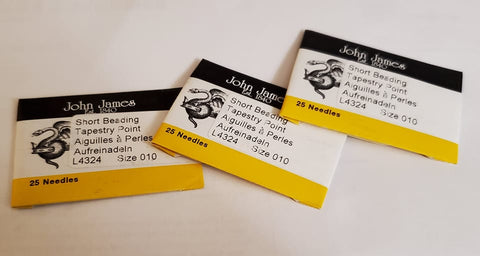 John James
Est 1840
Short Beading
Tapestry Point
Aiguilles à Perles
Aufreinadeln
L4324 Size 010
25 Needles
John James
Est 1840
Short Beading
Tapestry Point
Aiguilles à Perles
Aufreinadeln
L4324 Size 010
25 Needles
John James
Est 1840
Short Beading
Tapestry Point
Aiguilles à Perles
Aufreinadeln
L4324 Size 010
25 Needles